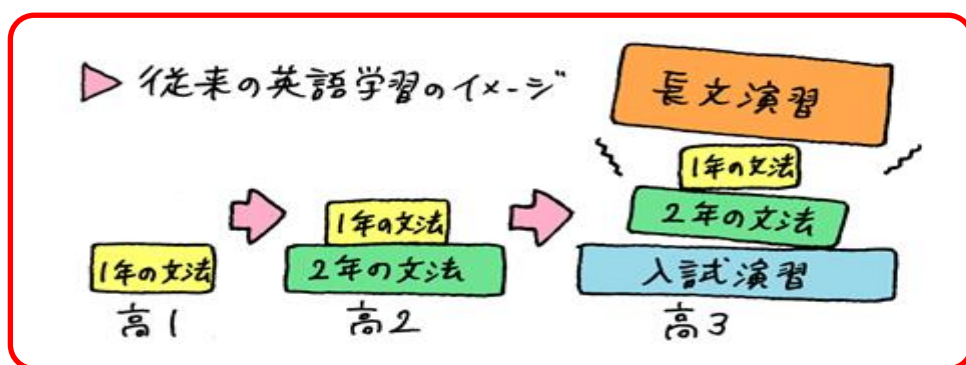 従来の英語学習のイメージ
1年の文法
高1
1年の文法
2年の文法
高2
長文演習
1年の文法
2年の文法
入試演習
高3